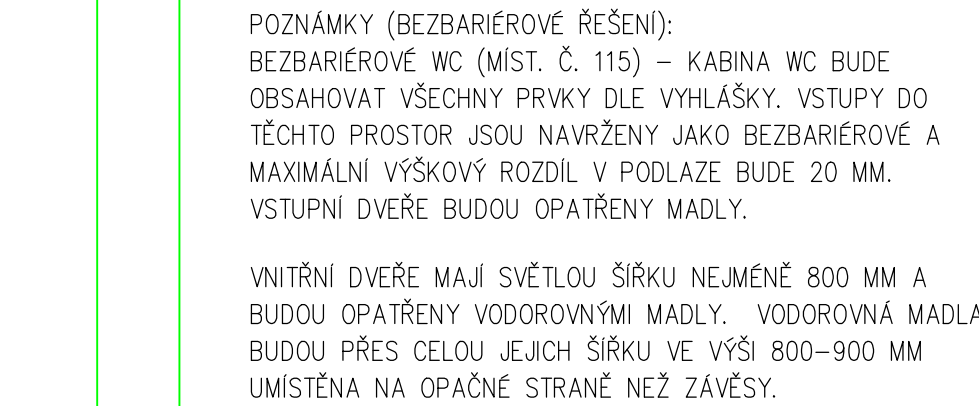 POZNÁMKY (BEZBARIÉROVÉ ŘEŠENÍ):
BEZBARIÉROVÉ WC (MÍST. Č. 115) – KABINA WC BUDE
OBSAHOVAT VŠECHNY PRVKY DLE VYHLÁŠKY. VSTUPY DO
TĚCHTO PROSTOR JSOU NAVRŽENY JAKO BEZBARIÉROVÉ A
MAXIMÁLNÍ VÝŠKOVÝ ROZDÍL V PODLAZE BUDE 20 MM.
VSTUPNÍ DVEŘE BUDOU OPATŘENY MADLY.
VNITŘNÍ DVEŘE MAJÍ SVĚTLOU ŠÍŘKU NEJMÉNĚ 800 MM A
BUDOU OPATŘENY VODOROVNÝMI MADLY. VODOROVNÁ MADLA
BUDOU PŘES CELOU JEJICH ŠÍŘKU VE VÝŠI 800–900 MM
UMÍSTĚNA NA OPAČNÉ STRANĚ NEŽ ZÁVĚSY.